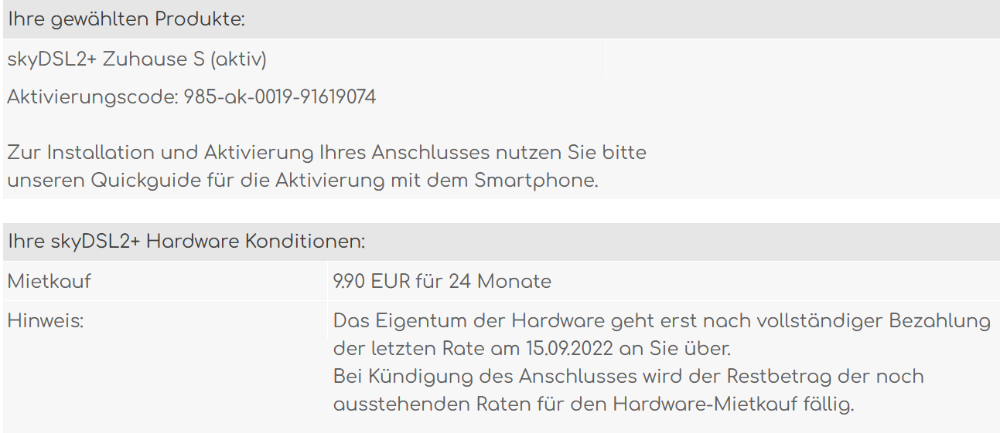 Ihre gewählten Produkte:
skyDSL2+ Zuhause S (aktiv)
Aktivierungscode: 985-ak-0019-91619074
Zur Installation und Aktivierung Ihres Anschlusses nutzen Sie bitte
unseren Quickguide für die Aktivierung mit dem Smartphone.
Ihre skyDSL2+ Hardware Konditionen:
Mietkauf 9.90 EUR für 24 Monate
Hinweis: Das Eigentum der Hardware geht erst nach vollständiger Bezahlung
der letzten Rate am 15.09.2022 an Sie über.
Bei Kündigung des Anschlusses wird der Restbetrag der noch
ausstehenden Raten für den Hardware-Mietkauf fällig.